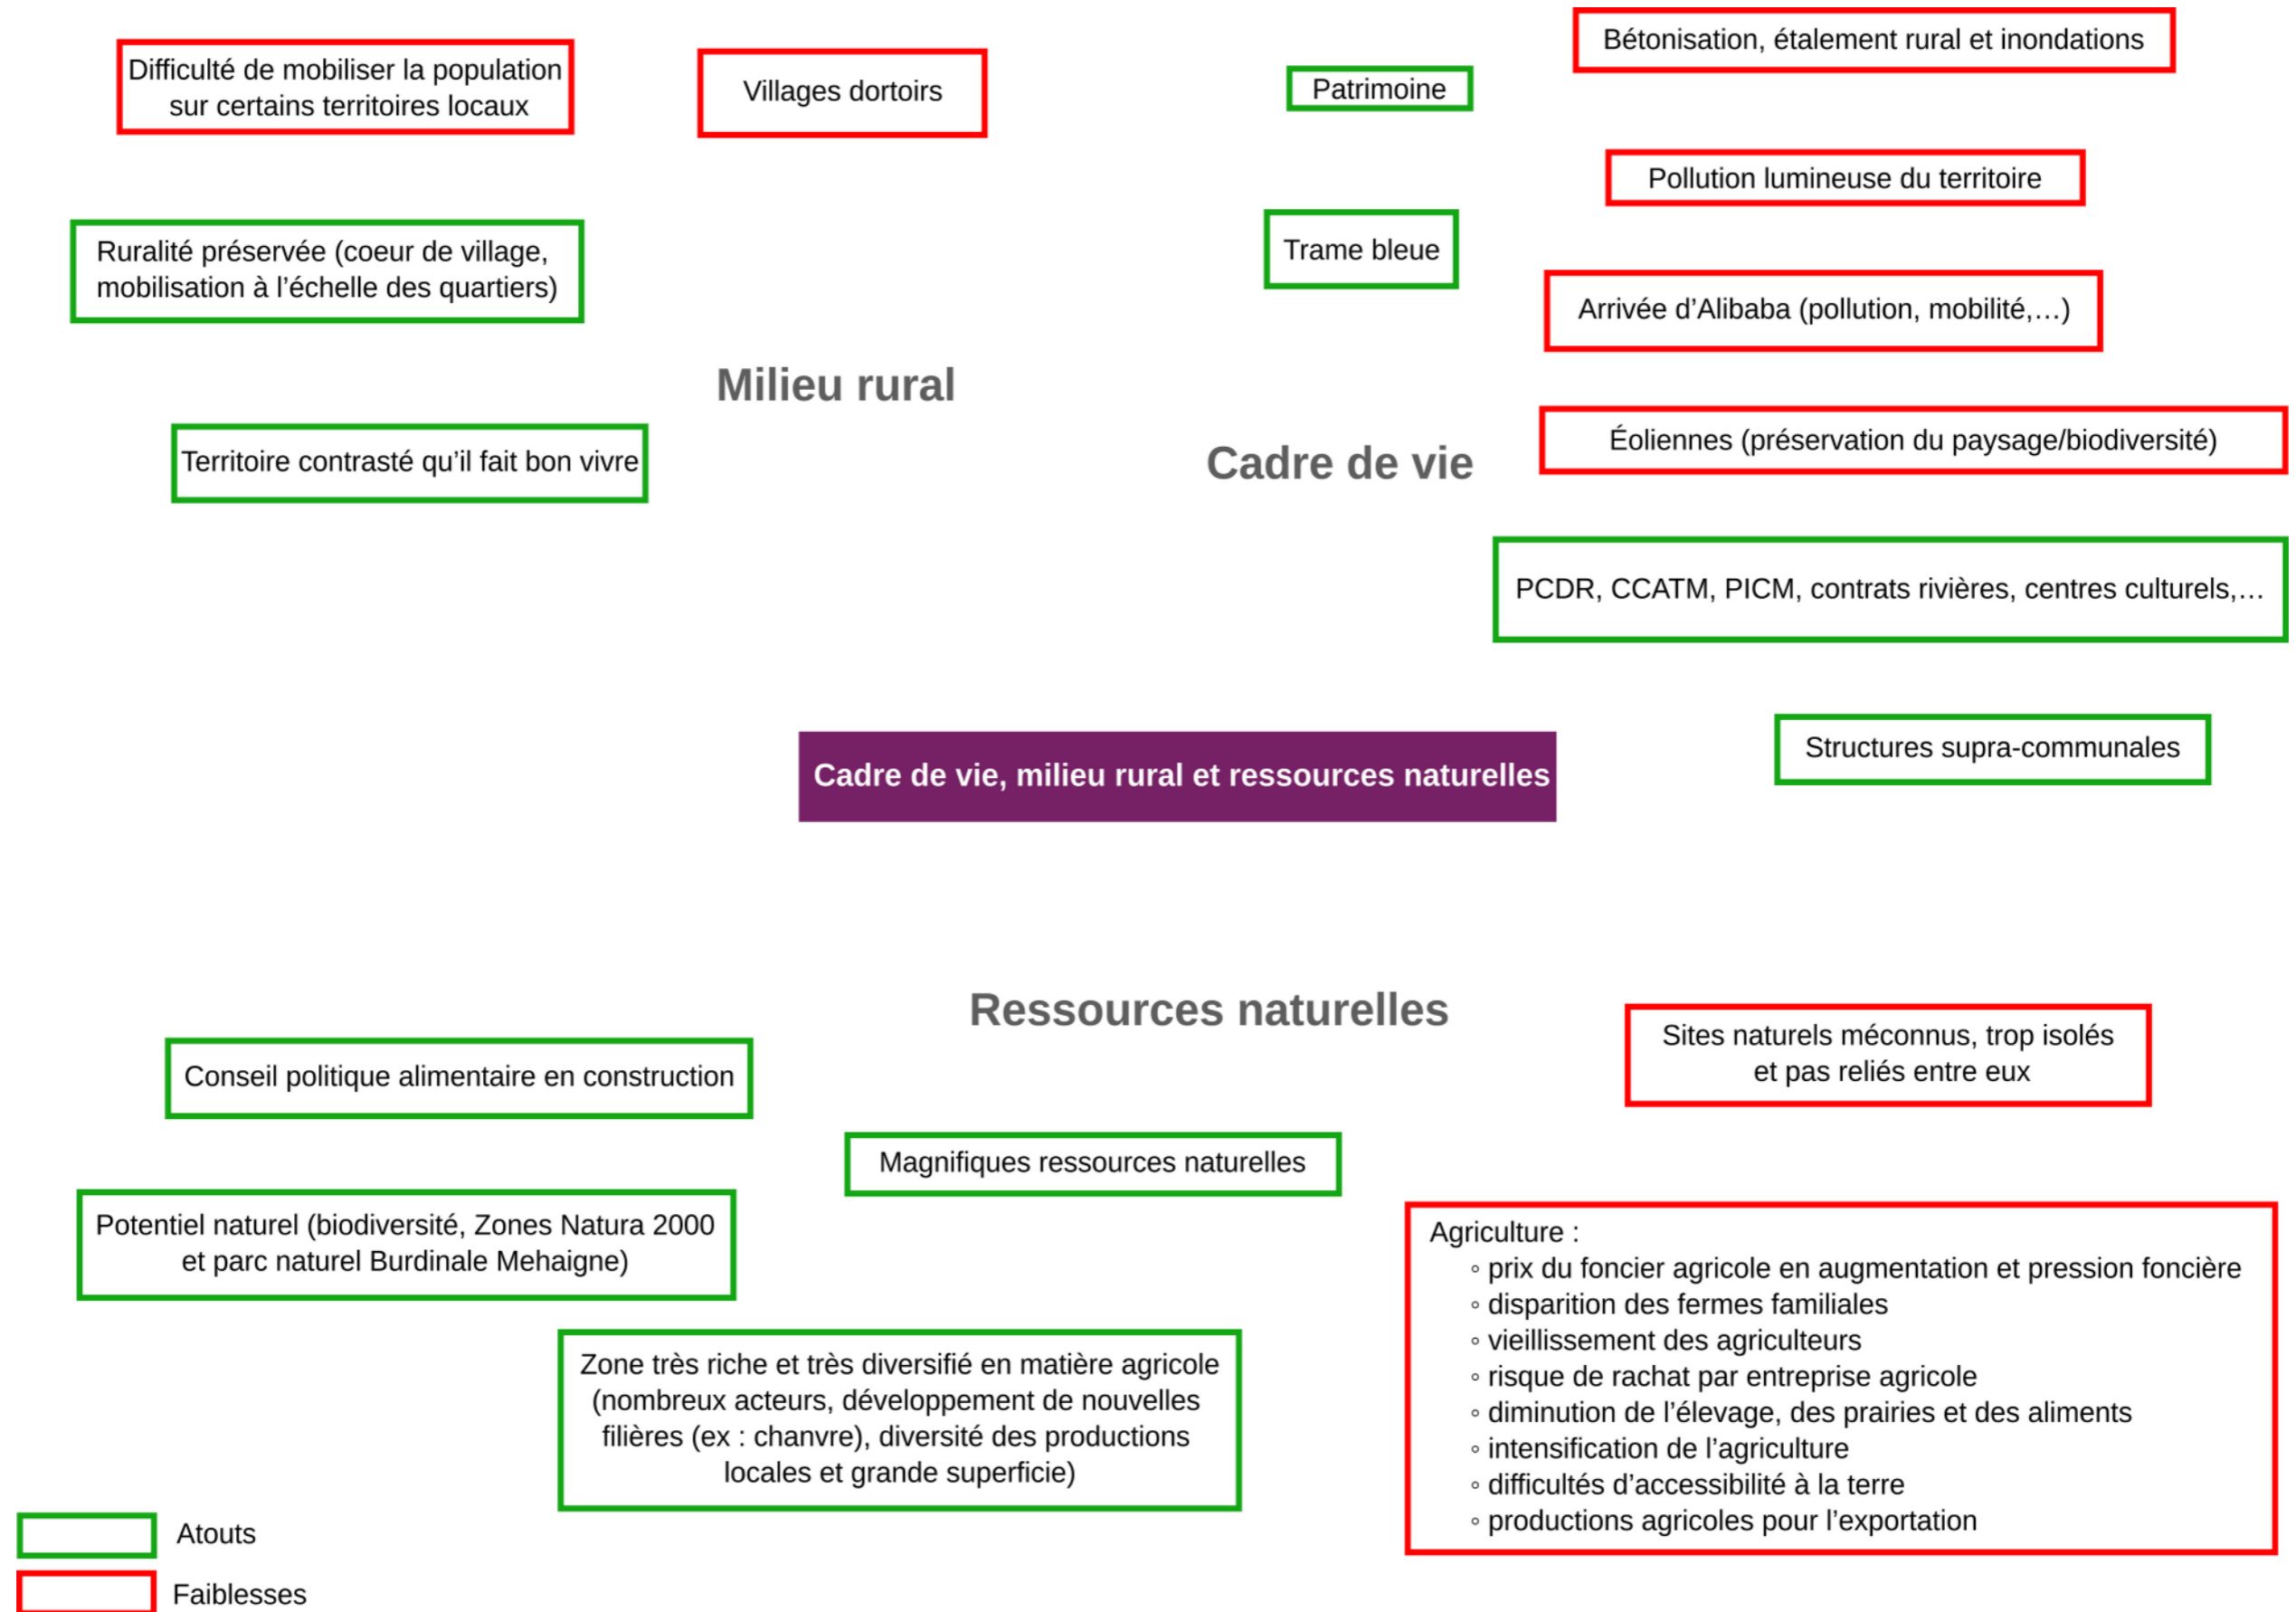 Difficulté de mobiliser la population
sur certains territoires locaux
Villages dortoirs
Patrimoine
Bétonisation, étalement rural et inondations
Pollution lumineuse du territoire
Ruralité préservée (coeur de village,
mobilisation à l’échelle des quartiers)
Trame bleue
Arrivée d’Alibaba (pollution, mobilité,…)
Milieu rural
Cadre de vie
Éoliennes (préservation du paysage/biodiversité)
Territoire contrasté qu’il fait bon vivre
PCDR, CCATM, PICM, contrats rivières, centres culturels,…
Structures supra-communales
Cadre de vie, milieu rural et ressources naturelles
Ressources naturelles
Sites naturels méconnus, trop isolés
et pas reliés entre eux
Conseil politique alimentaire en construction
Magnifiques ressources naturelles
Potentiel naturel (biodiversité, Zones Natura 2000
et parc naturel Burdinale Mehaigne)
Agriculture :
◦ prix du foncier agricole en augmentation et pression foncière
◦ disparition des fermes familiales
◦ vieillissement des agriculteurs
◦ risque de rachat par entreprise agricole
◦ diminution de l’élevage, des prairies et des aliments
◦ intensification de l’agriculture
◦ difficultés d’accessibilité à la terre
◦ productions agricoles pour l’exportation
Zone très riche et très diversifié en matière agricole
(nombreux acteurs, développement de nouvelles
filières (ex : chanvre), diversité des productions
locales et grande superficie)
Atouts
Faiblesses